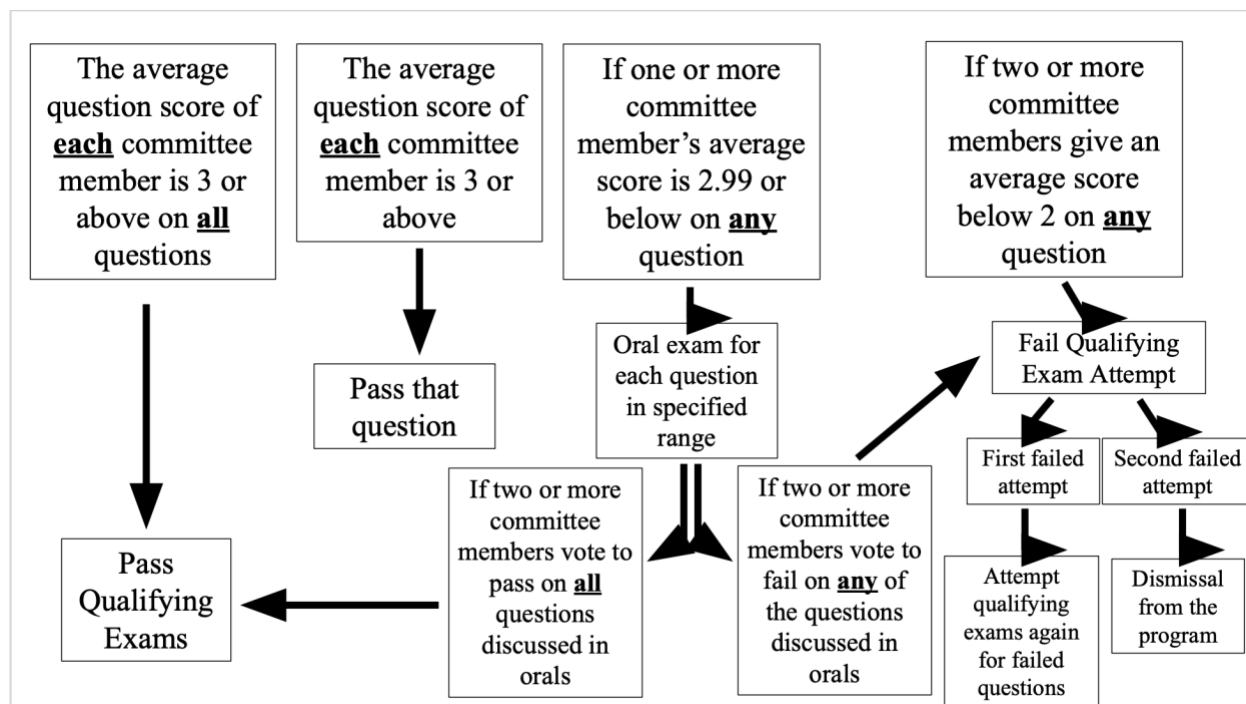 The average
question score of
each committee
member is 3 or
above on all
questions
The average
question score of
each committee
member is 3 or
above
If one or more
committee
member’s average
score is 2.99 or
below on any
question
If two or more
committee
members give an
average score
below 2 on any
question
Pass that
question
Oral exam for
each question
in specified
range
Fail Qualifying
Exam Attempt
First failed
attempt
Second failed
attempt
Pass
Qualifying
Exams
If two or more
committee
members vote to
pass on all
questions
discussed in
orals
If two or more
committee
members vote to
fail on any of
the questions
discussed in
orals
Attempt
qualifying
exams again
for failed
questions
Dismissal
from the
program